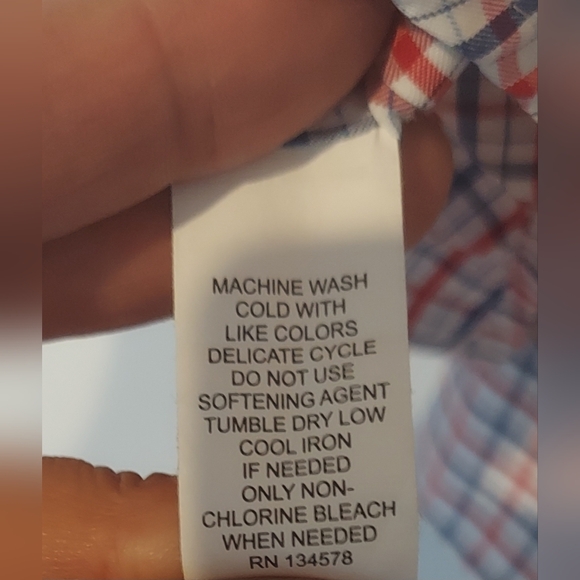 MACHINE WASH
COLD WITH
LIKE COLORS
DELICATE CYCLE
DO NOT USE
SOFTENING AGENT
TUMBLE DRY LOW
COOL IRON
IF NEEDED
ONLY NON-
CHLORINE BLEACH
WHEN NEEDED
RN 134578